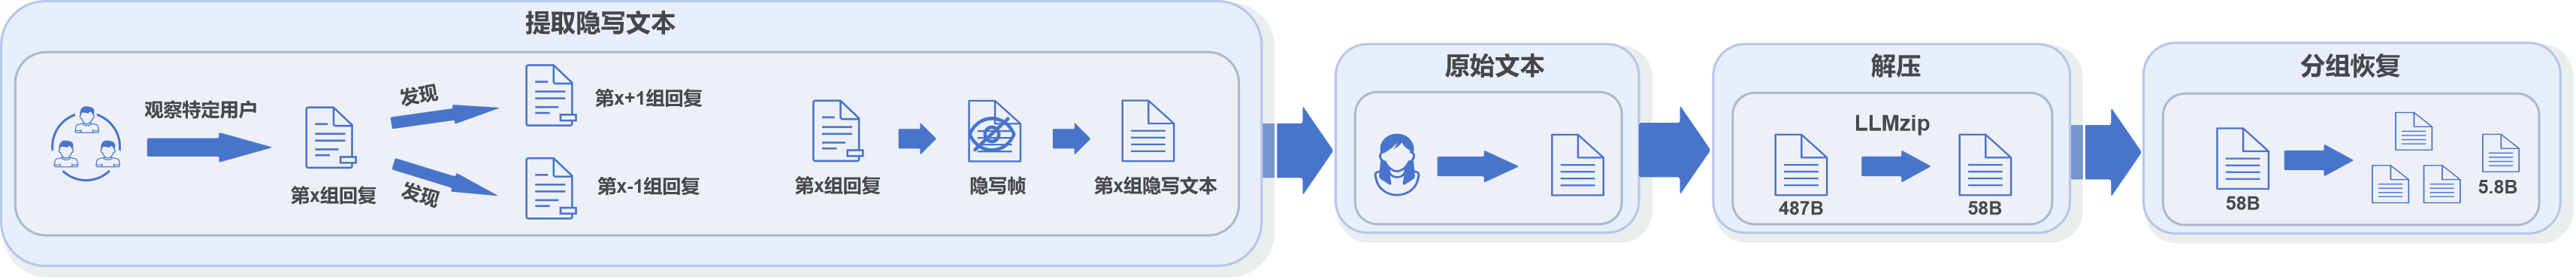 提取隐写文本
观察特定用户
第x组回复
发现
发现
第x+1组回复
第x-1组回复
第x组回复
隐写帧
第x组隐写文本
原始文本
解压
LLMzip
487B
58B
分组恢复
58B
5.8B